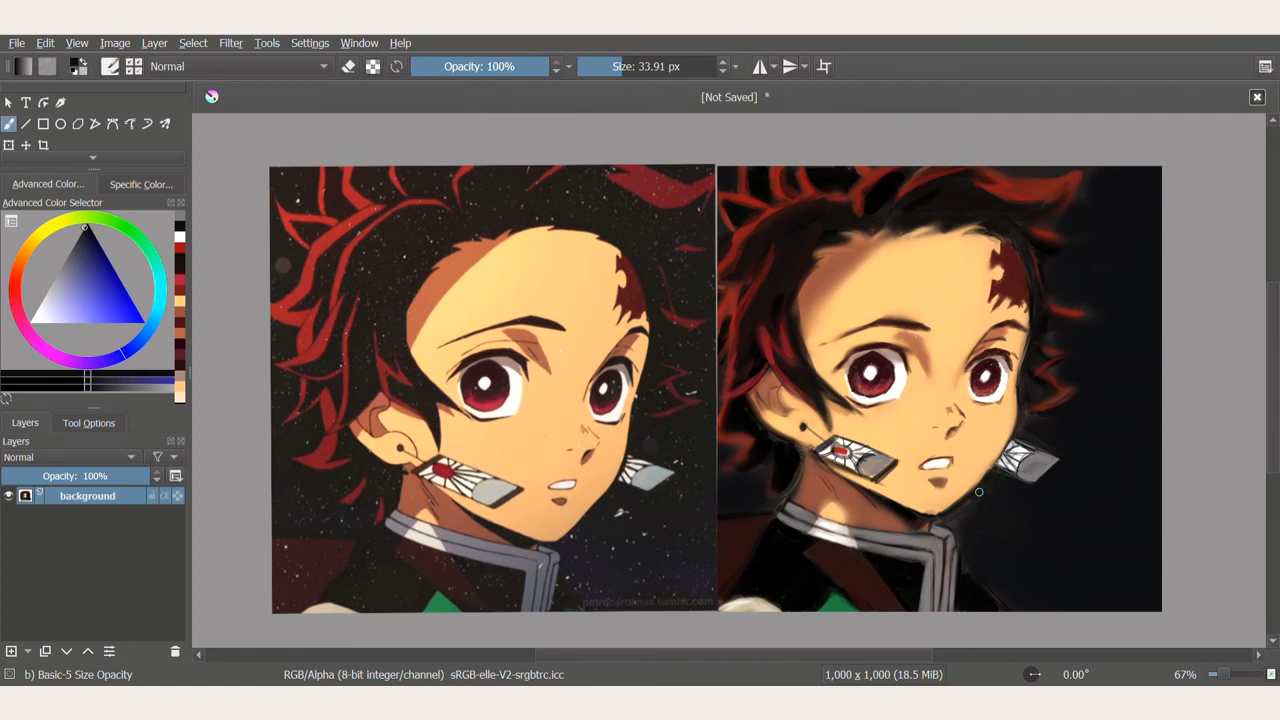 File Edit View Image Layer Select Filter Tools Settings Window Help
Normal Opacity: 100% Size: 33.91 px
[Not Saved] *
Advanced Color... Specific Color...
Advanced Color Selector
Layers Tool Options
Layers
Normal
Opacity: 100%
background
petrocarolinaa.tumblr.com
b) Basic-5 Size Opacity RGB/Alpha (8-bit integer/channel) sRGB-elle-V2-srgbtrc.icc 1,000 x 1,000 (18.5 MiB) 0.00° 67%